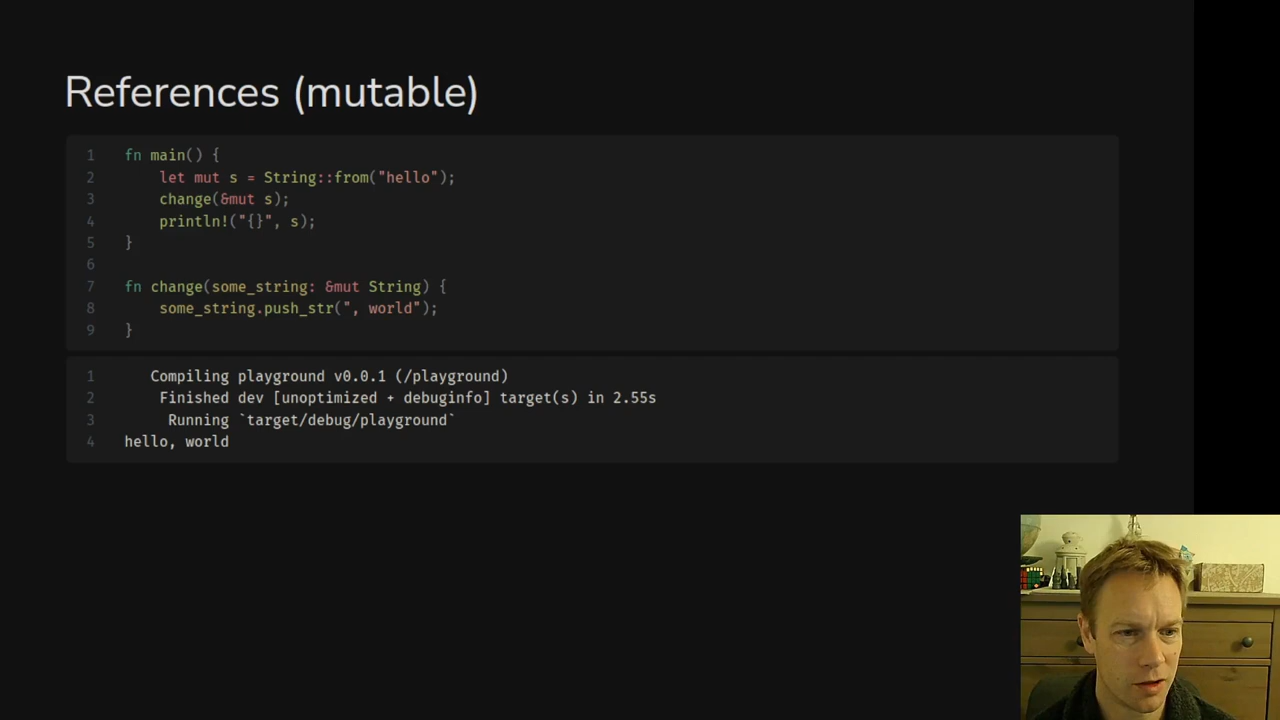 References (mutable)
1 fn main() {
2     let mut s = String::from("hello");
3     change(&mut s);
4     println!("{}", s);
5 }
6
7 fn change(some_string: &mut String) {
8     some_string.push_str(", world");
9 }
1    Compiling playground v0.0.1 (/playground)
2     Finished dev [unoptimized + debuginfo] target(s) in 2.55s
3      Running `target/debug/playground`
4 hello, world